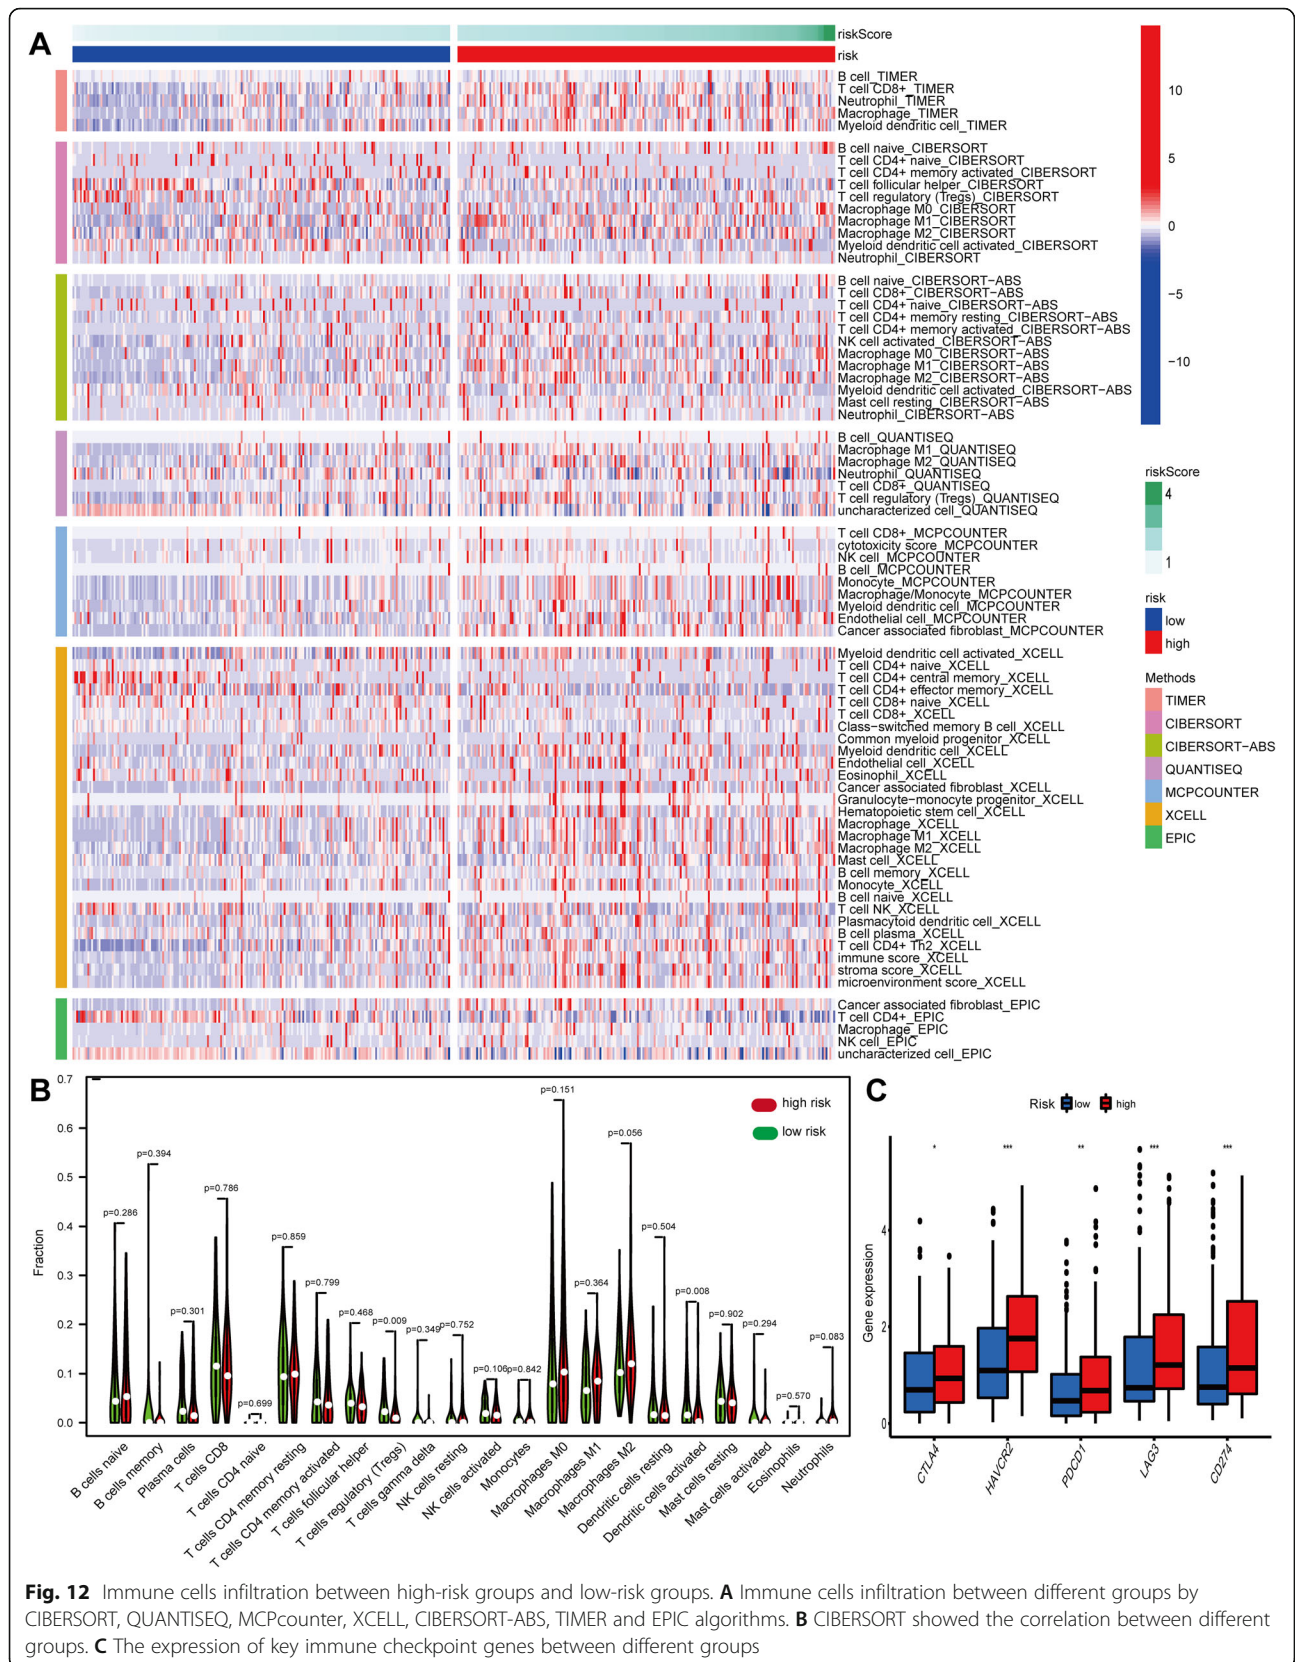 A
riskScore
risk
B cell_TIMER
T cell CD8+_TIMER
Neutrophil_TIMER
Macrophage_TIMER
Myeloid dendritic cell_TIMER
B cell naive_CIBERSORT
T cell CD4+ naive_CIBERSORT
T cell CD4+ memory activated_CIBERSORT
T cell follicular helper_CIBERSORT
T cell regulatory (Tregs)_CIBERSORT
Macrophage M0_CIBERSORT
Macrophage M1_CIBERSORT
Macrophage M2_CIBERSORT
Myeloid dendritic cell activated_CIBERSORT
Neutrophil_CIBERSORT
B cell naive_CIBERSORT−ABS
T cell CD8+_CIBERSORT−ABS
T cell CD4+ naive_CIBERSORT−ABS
T cell CD4+ memory resting_CIBERSORT−ABS
T cell CD4+ memory activated_CIBERSORT−ABS
NK cell activated_CIBERSORT−ABS
Macrophage M0_CIBERSORT−ABS
Macrophage M1_CIBERSORT−ABS
Macrophage M2_CIBERSORT−ABS
Myeloid dendritic cell activated_CIBERSORT−ABS
Mast cell resting_CIBERSORT−ABS
Neutrophil_CIBERSORT−ABS
B cell_QUANTISEQ
Macrophage M1_QUANTISEQ
Macrophage M2_QUANTISEQ
Neutrophil_QUANTISEQ
T cell CD8+_QUANTISEQ
T cell regulatory (Tregs)_QUANTISEQ
uncharacterized cell_QUANTISEQ
T cell CD8+_MCPCOUNTER
cytotoxicity score_MCPCOUNTER
NK cell_MCPCOUNTER
B cell_MCPCOUNTER
Monocyte_MCPCOUNTER
Macrophage/Monocyte_MCPCOUNTER
Myeloid dendritic cell_MCPCOUNTER
Endothelial cell_MCPCOUNTER
Cancer associated fibroblast_MCPCOUNTER
Myeloid dendritic cell activated_XCELL
T cell CD4+ naive_XCELL
T cell CD4+ central memory_XCELL
T cell CD4+ effector memory_XCELL
T cell CD8+ naive_XCELL
T cell CD8+_XCELL
Class−switched memory B cell_XCELL
Common myeloid progenitor_XCELL
Myeloid dendritic cell_XCELL
Endothelial cell_XCELL
Eosinophil_XCELL
Cancer associated fibroblast_XCELL
Granulocyte−monocyte progenitor_XCELL
Hematopoietic stem cell_XCELL
Macrophage_XCELL
Macrophage M1_XCELL
Macrophage M2_XCELL
Mast cell_XCELL
B cell memory_XCELL
Monocyte_XCELL
B cell naive_XCELL
T cell NK_XCELL
Plasmacytoid dendritic cell_XCELL
B cell plasma_XCELL
T cell CD4+ Th2_XCELL
immune score_XCELL
stroma score_XCELL
microenvironment score_XCELL
Cancer associated fibroblast_EPIC
T cell CD4+_EPIC
Macrophage_EPIC
NK cell_EPIC
uncharacterized cell_EPIC
10
5
0
−5
−10
riskScore
4
1
risk
low
high
Methods
TIMER
CIBERSORT
CIBERSORT−ABS
QUANTISEQ
MCPCOUNTER
XCELL
EPIC
B
Fraction
0.7
0.6
0.5
0.4
0.3
0.2
0.1
0.0
high risk
low risk
p=0.286
p=0.394
p=0.301
p=0.786
p=0.699
p=0.859
p=0.799
p=0.468
p=0.009
p=0.349
p=0.752
p=0.106
p=0.842
p=0.151
p=0.364
p=0.056
p=0.504
p=0.008
p=0.902
p=0.294
p=0.570
p=0.083
B cells naive
B cells memory
Plasma cells
T cells CD8
T cells CD4 naive
T cells CD4 memory resting
T cells CD4 memory activated
T cells follicular helper
T cells regulatory (Tregs)
T cells gamma delta
NK cells resting
NK cells activated
Monocytes
Macrophages M0
Macrophages M1
Macrophages M2
Dendritic cells resting
Dendritic cells activated
Mast cells resting
Mast cells activated
Eosinophils
Neutrophils
C
Risk low high
* *** ** *** ***
Gene expression
4
2
0
CTLA4
HAVCR2
PDCD1
LAG3
CD274
Fig. 12 Immune cells infiltration between high-risk groups and low-risk groups. A Immune cells infiltration between different groups by
CIBERSORT, QUANTISEQ, MCPcounter, XCELL, CIBERSORT-ABS, TIMER and EPIC algorithms. B CIBERSORT showed the correlation between different
groups. C The expression of key immune checkpoint genes between different groups